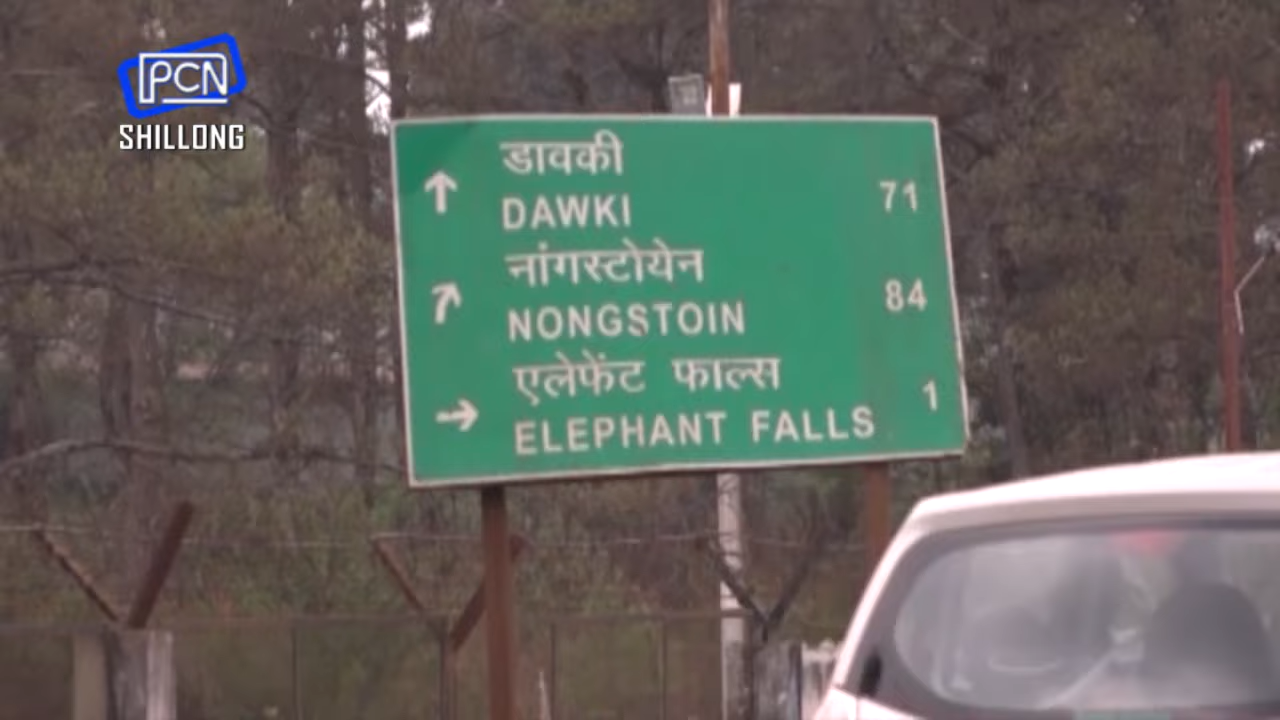 PCN
SHILLONG
डावकी
DAWKI 71
नांगस्टोयेन
NONGSTOIN 84
एलेफेंट फाल्स
ELEPHANT FALLS 1